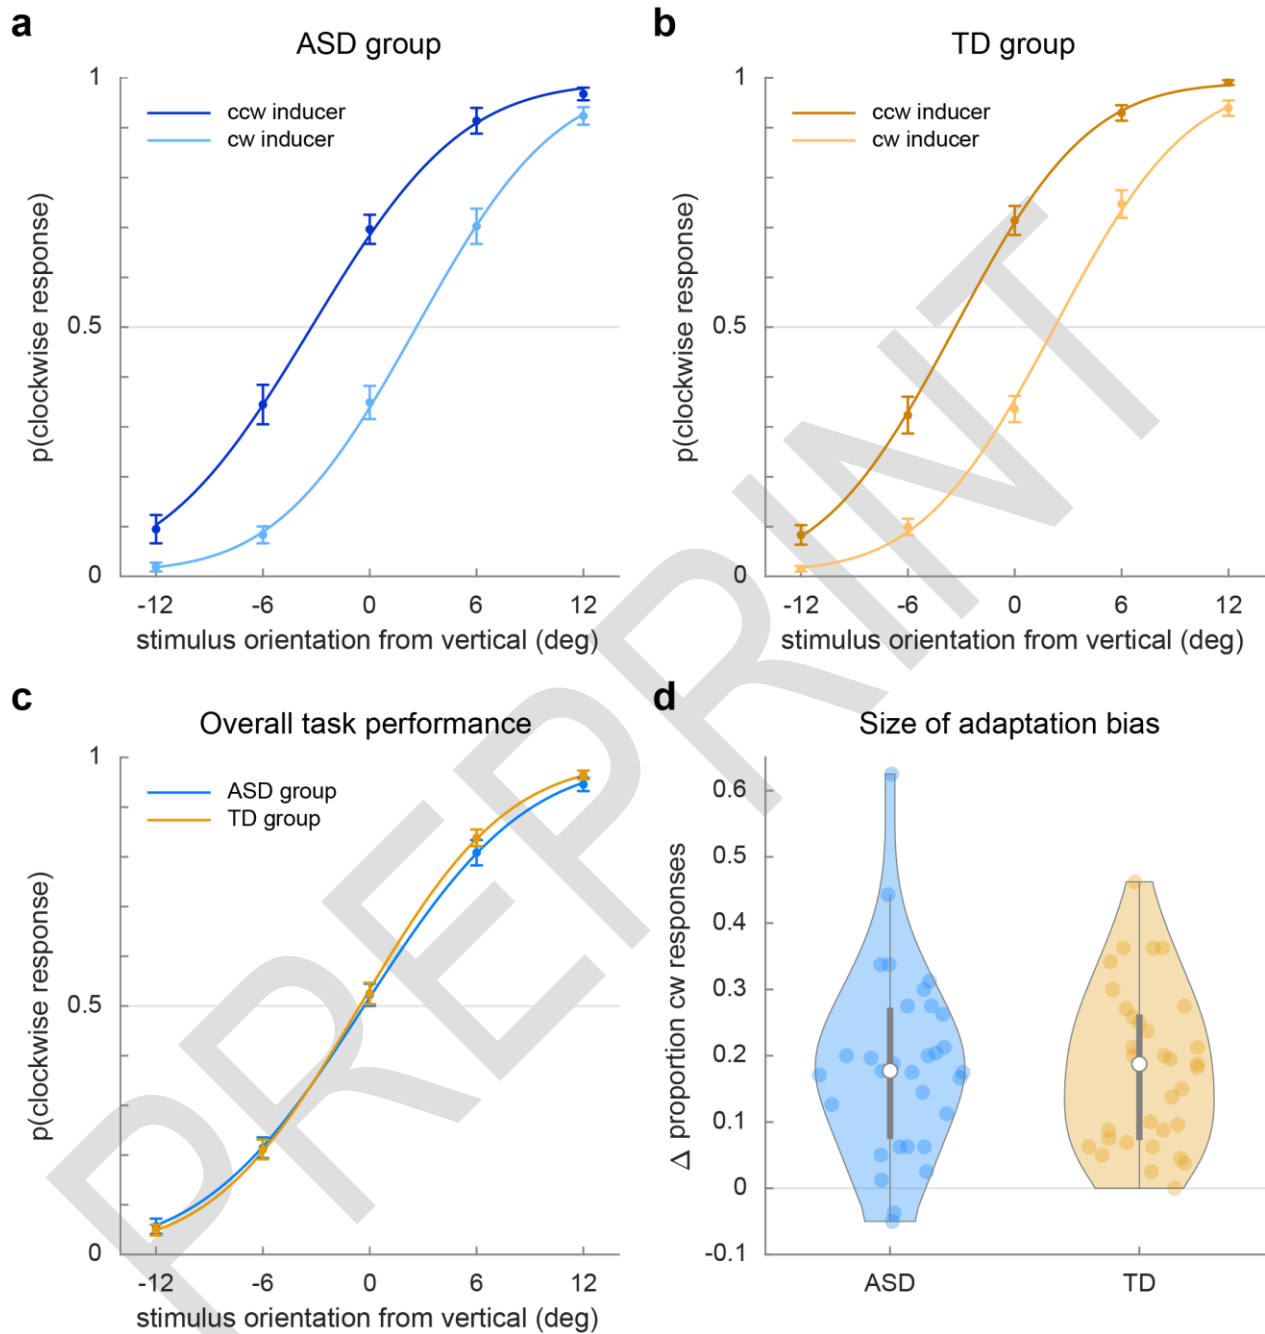 a
ASD group
1
ccw inducer
cw inducer
p(clockwise response)
0.5
0
-12 -6 0 6 12
stimulus orientation from vertical (deg)
b
TD group
1
ccw inducer
cw inducer
p(clockwise response)
0.5
0
-12 -6 0 6 12
stimulus orientation from vertical (deg)
c
Overall task performance
1
ASD group
TD group
p(clockwise response)
0.5
0
-12 -6 0 6 12
stimulus orientation from vertical (deg)
d
Size of adaptation bias
0.6
0.5
0.4
0.3
0.2
0.1
0
-0.1
Δ proportion cw responses
ASD TD
PREPRINT